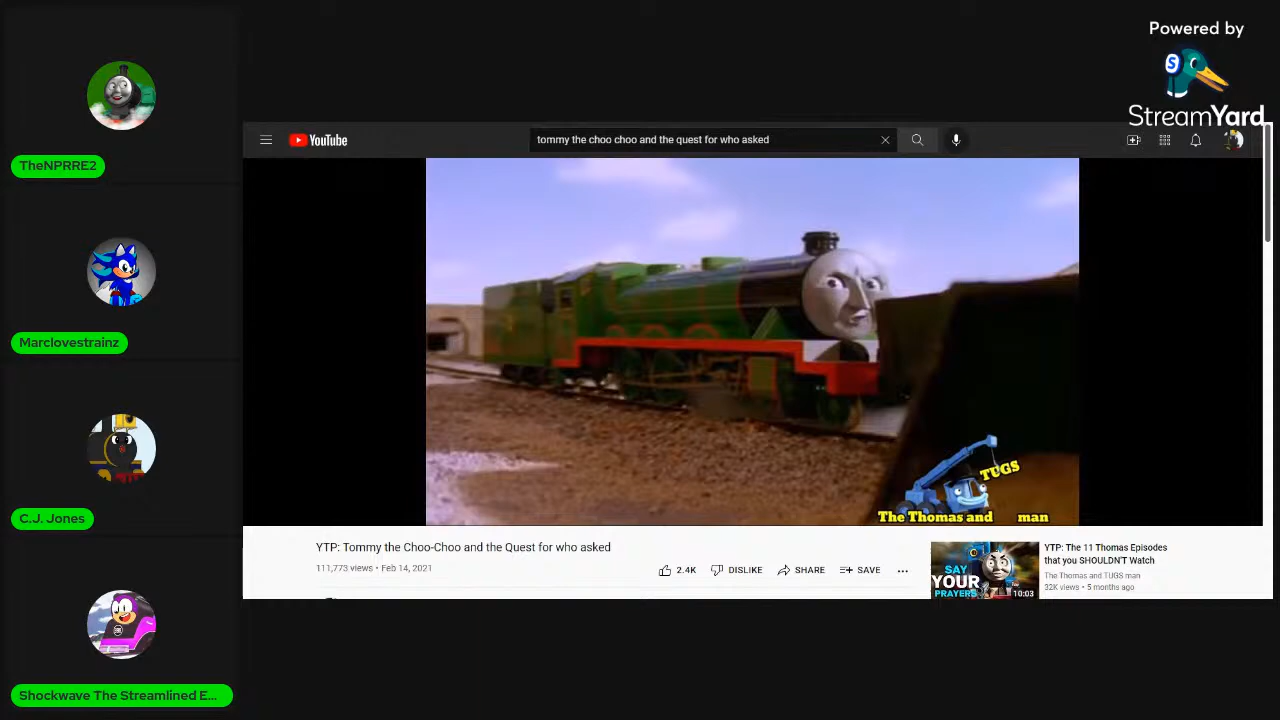 Powered by
StreamYard
TheNPRRE2
Marclovestrainz
C.J. Jones
Shockwave The Streamlined E...
YouTube
tommy the choo choo and the quest for who asked
TUGS
The Thomas and man
YTP: Tommy the Choo-Choo and the Quest for who asked
111,773 views • Feb 14, 2021
2.4K DISLIKE SHARE SAVE ...
SAY
YOUR
PRAYERS
10:03
YTP: The 11 Thomas Episodes
that you SHOULDN'T Watch
The Thomas and TUGS man
32K views • 5 months ago